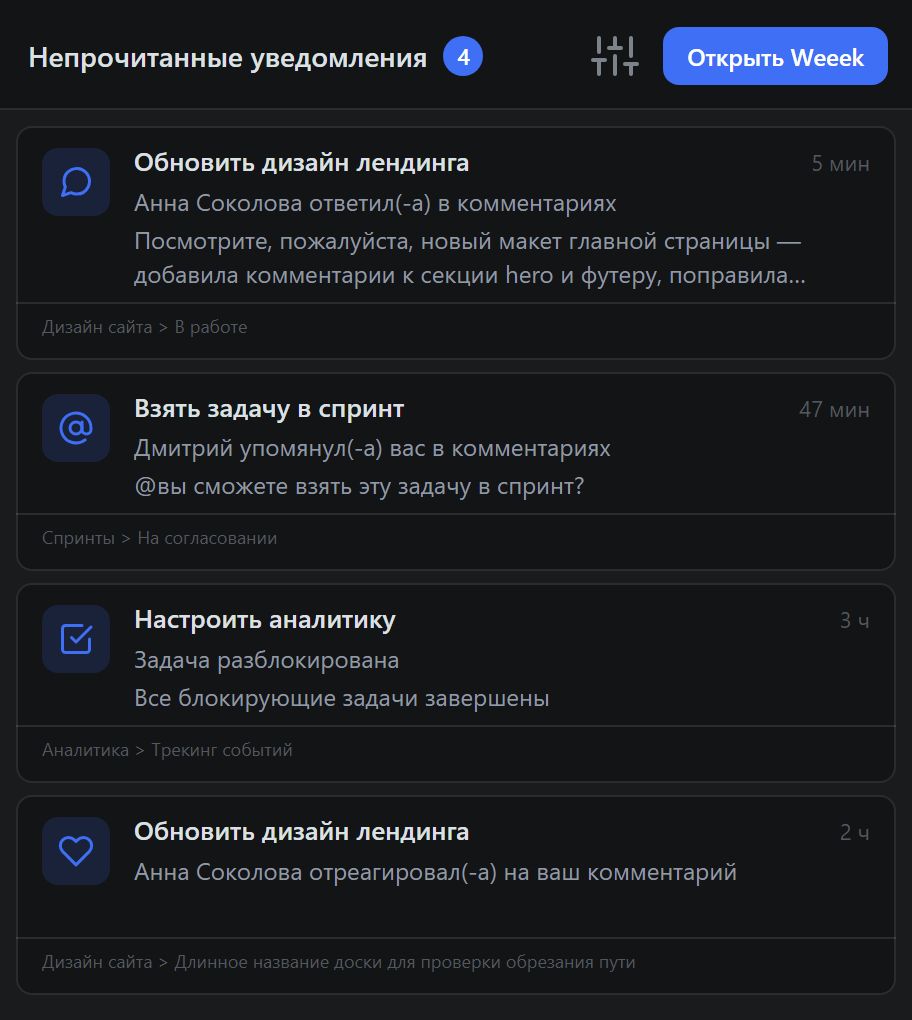 Непрочитанные уведомления 4 Открыть Weeek
Обновить дизайн лендинга 5 мин
Анна Соколова ответил(-а) в комментариях
Посмотрите, пожалуйста, новый макет главной страницы —
добавила комментарии к секции hero и футеру, поправила...
Дизайн сайта > В работе
Взять задачу в спринт 47 мин
Дмитрий упомянул(-а) вас в комментариях
@вы сможете взять эту задачу в спринт?
Спринты > На согласовании
Настроить аналитику 3 ч
Задача разблокирована
Все блокирующие задачи завершены
Аналитика > Трекинг событий
Обновить дизайн лендинга 2 ч
Анна Соколова отреагировал(-а) на ваш комментарий
Дизайн сайта > Длинное название доски для проверки обрезания пути